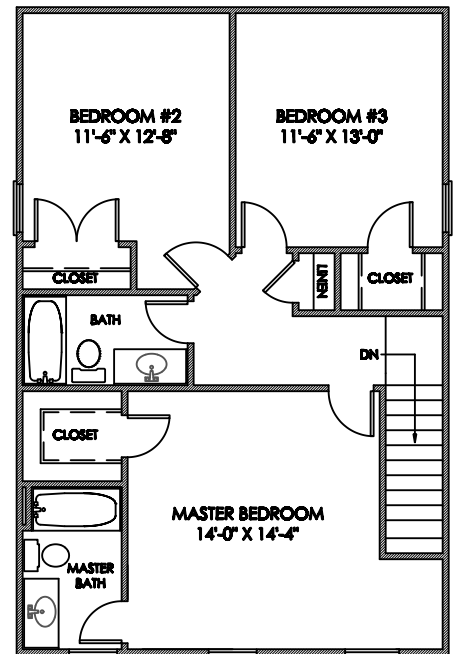 BEDROOM #2
11'-6" X 12'-8"
BEDROOM #3
11'-6" X 13'-0"
CLOSET
LINEN
CLOSET
BATH
DN
CLOSET
MASTER BEDROOM
14'-0" X 14'-4"
MASTER
BATH